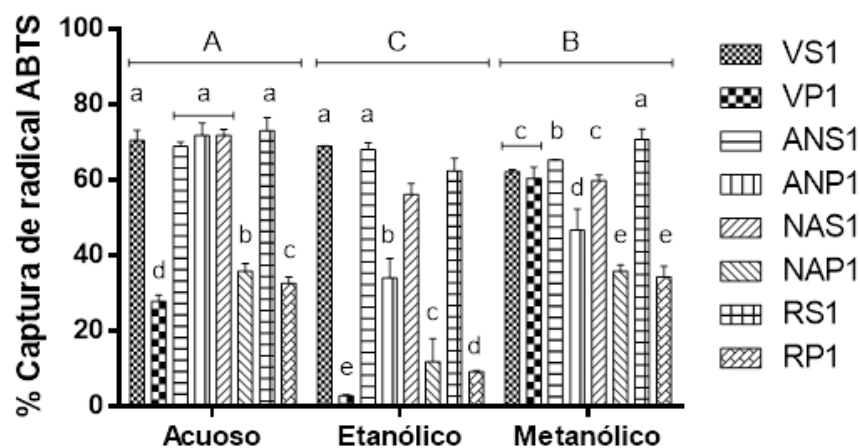 % Captura de radical ABTS
100
80
60
40
20
0
A
C
B
a
d
a
b
a
c
a
e
a
b
c
d
c
b
d
c
e
a
e
Acuoso
Etanólico
Metanólico
VS1
VP1
ANS1
ANP1
NAS1
NAP1
RS1
RP1